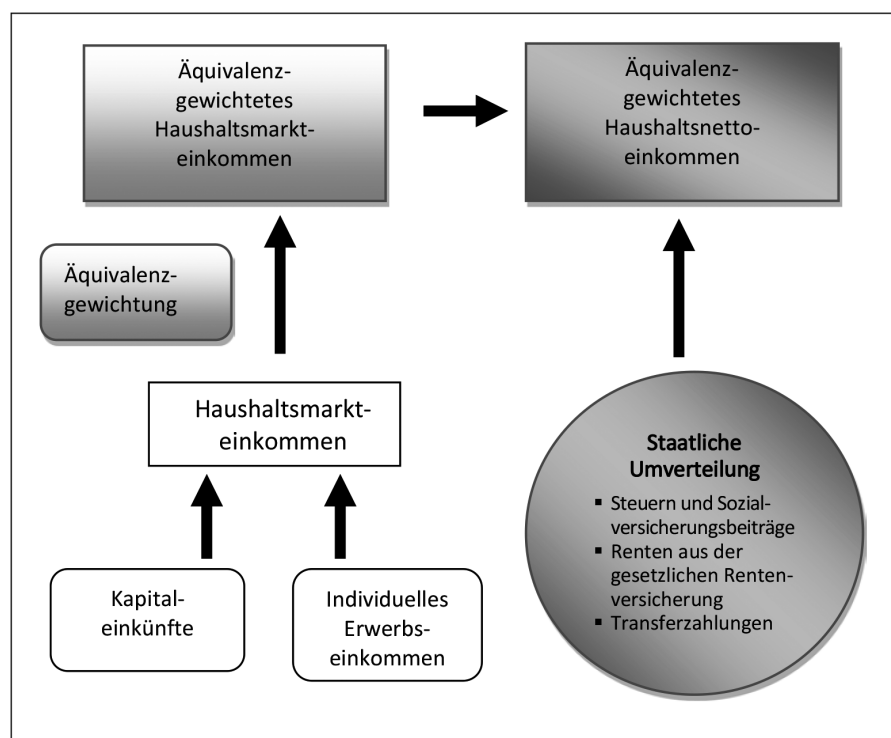 Äquivalenz-
gewichtetes
Haushaltsmarkt-
einkommen
Äquivalenz-
gewichtetes
Haushaltsnetto-
einkommen
Äquivalenz-
gewichtung
Haushaltsmarkt-
einkommen
Kapital-
einkünfte
Individuelles
Erwerbs-
einkommen
Staatliche
Umverteilung
▪ Steuern und Sozial-
versicherungsbeiträge
▪ Renten aus der
gesetzlichen Renten-
versicherung
▪ Transferzahlungen